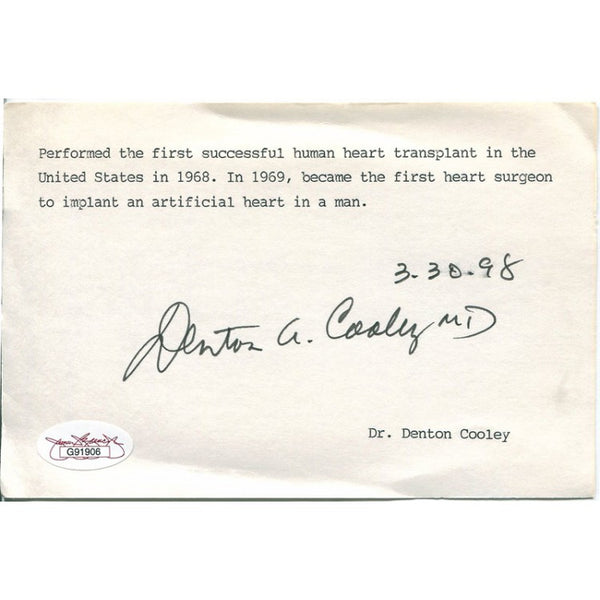 Performed the first successful human heart transplant in the
United States in 1968. In 1969, became the first heart surgeon
to implant an artificial heart in a man.
3.30.98
Denton A. Cooley MD
Dr. Denton Cooley
G91906